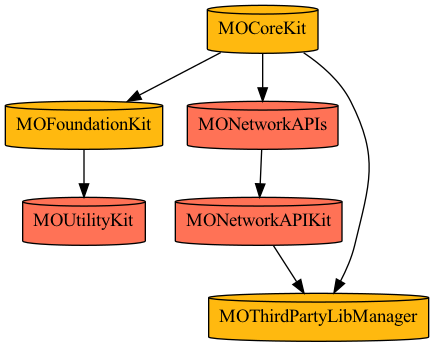 MOCoreKit
MOFoundationKit
MONetworkAPIs
MOUtilityKit
MONetworkAPIKit
MOThirdPartyLibManager